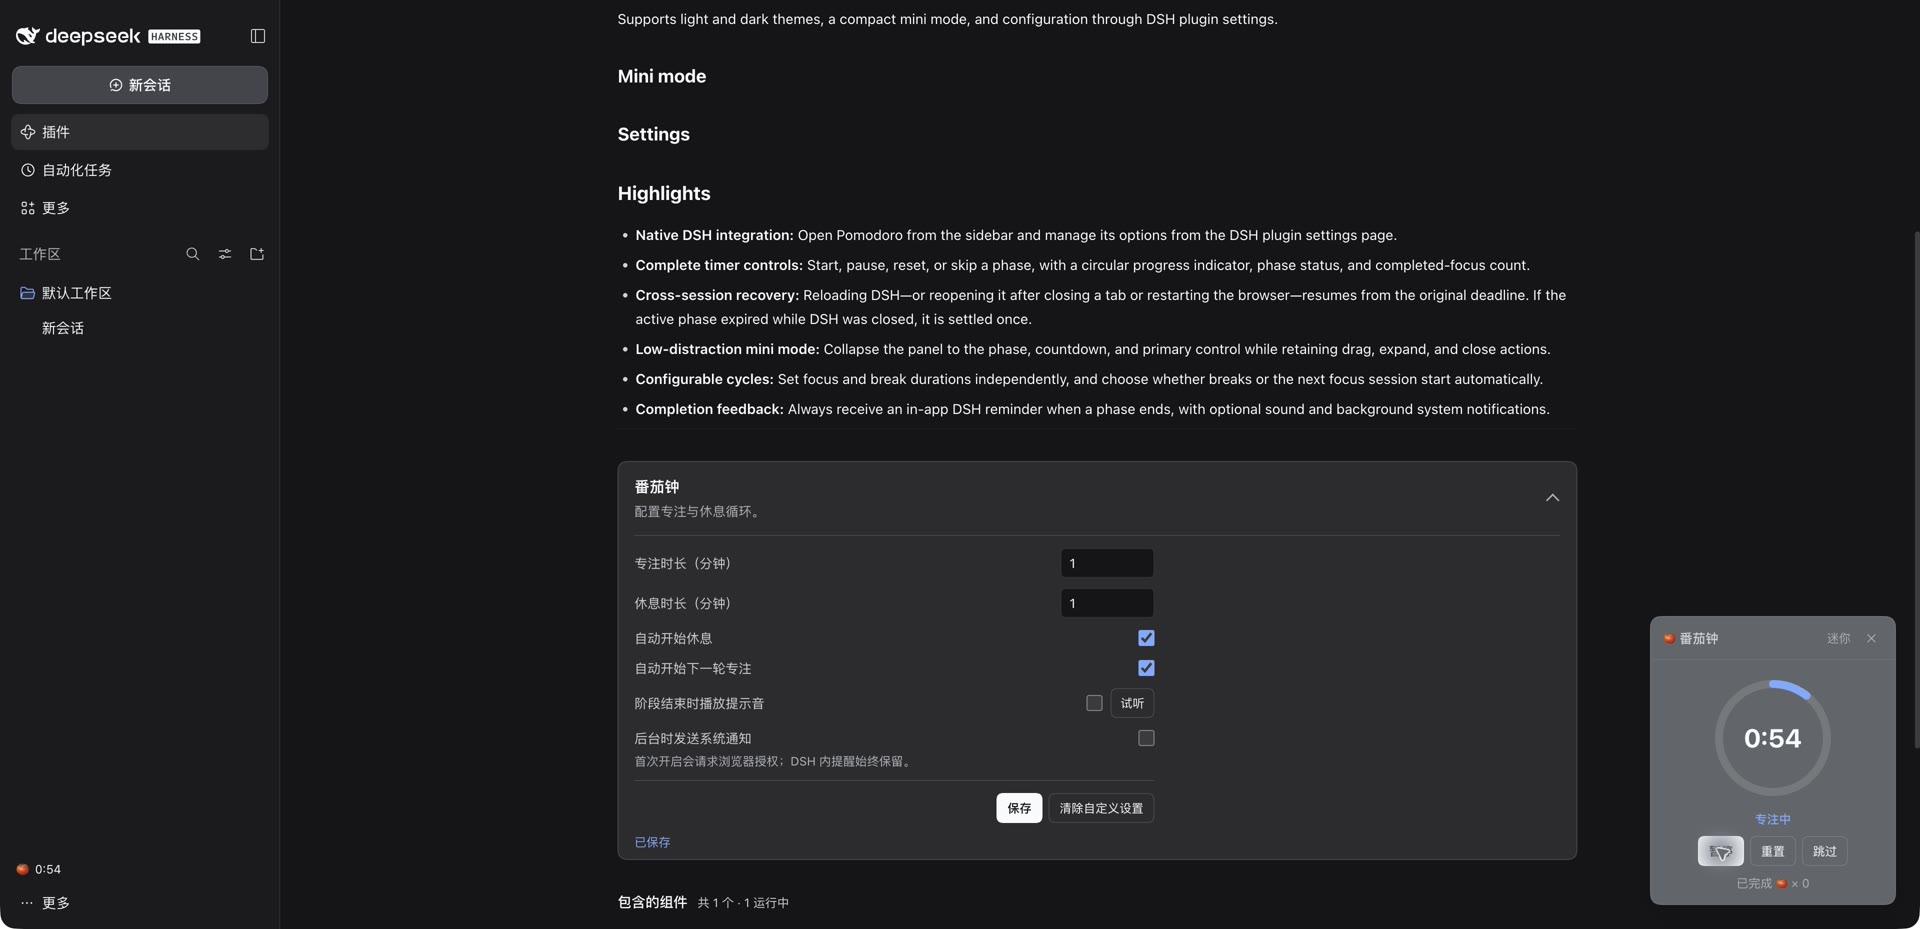 deepseek HARNESS
新会话
插件
自动化任务
更多
工作区
默认工作区
新会话
0:54
更多
Supports light and dark themes, a compact mini mode, and configuration through DSH plugin settings.
Mini mode
Settings
Highlights
• Native DSH integration: Open Pomodoro from the sidebar and manage its options from the DSH plugin settings page.
• Complete timer controls: Start, pause, reset, or skip a phase, with a circular progress indicator, phase status, and completed-focus count.
• Cross-session recovery: Reloading DSH—or reopening it after closing a tab or restarting the browser—resumes from the original deadline. If the
active phase expired while DSH was closed, it is settled once.
• Low-distraction mini mode: Collapse the panel to the phase, countdown, and primary control while retaining drag, expand, and close actions.
• Configurable cycles: Set focus and break durations independently, and choose whether breaks or the next focus session start automatically.
• Completion feedback: Always receive an in-app DSH reminder when a phase ends, with optional sound and background system notifications.
番茄钟
配置专注与休息循环。
专注时长（分钟） 1
休息时长（分钟） 1
自动开始休息
自动开始下一轮专注
阶段结束时播放提示音 试听
后台时发送系统通知
首次开启会请求浏览器授权；DSH 内提醒始终保留。
保存 清除自定义设置
已保存
包含的组件 共 1 个 · 1 运行中
番茄钟 迷你
0:54
专注中
重置 跳过
已完成 × 0